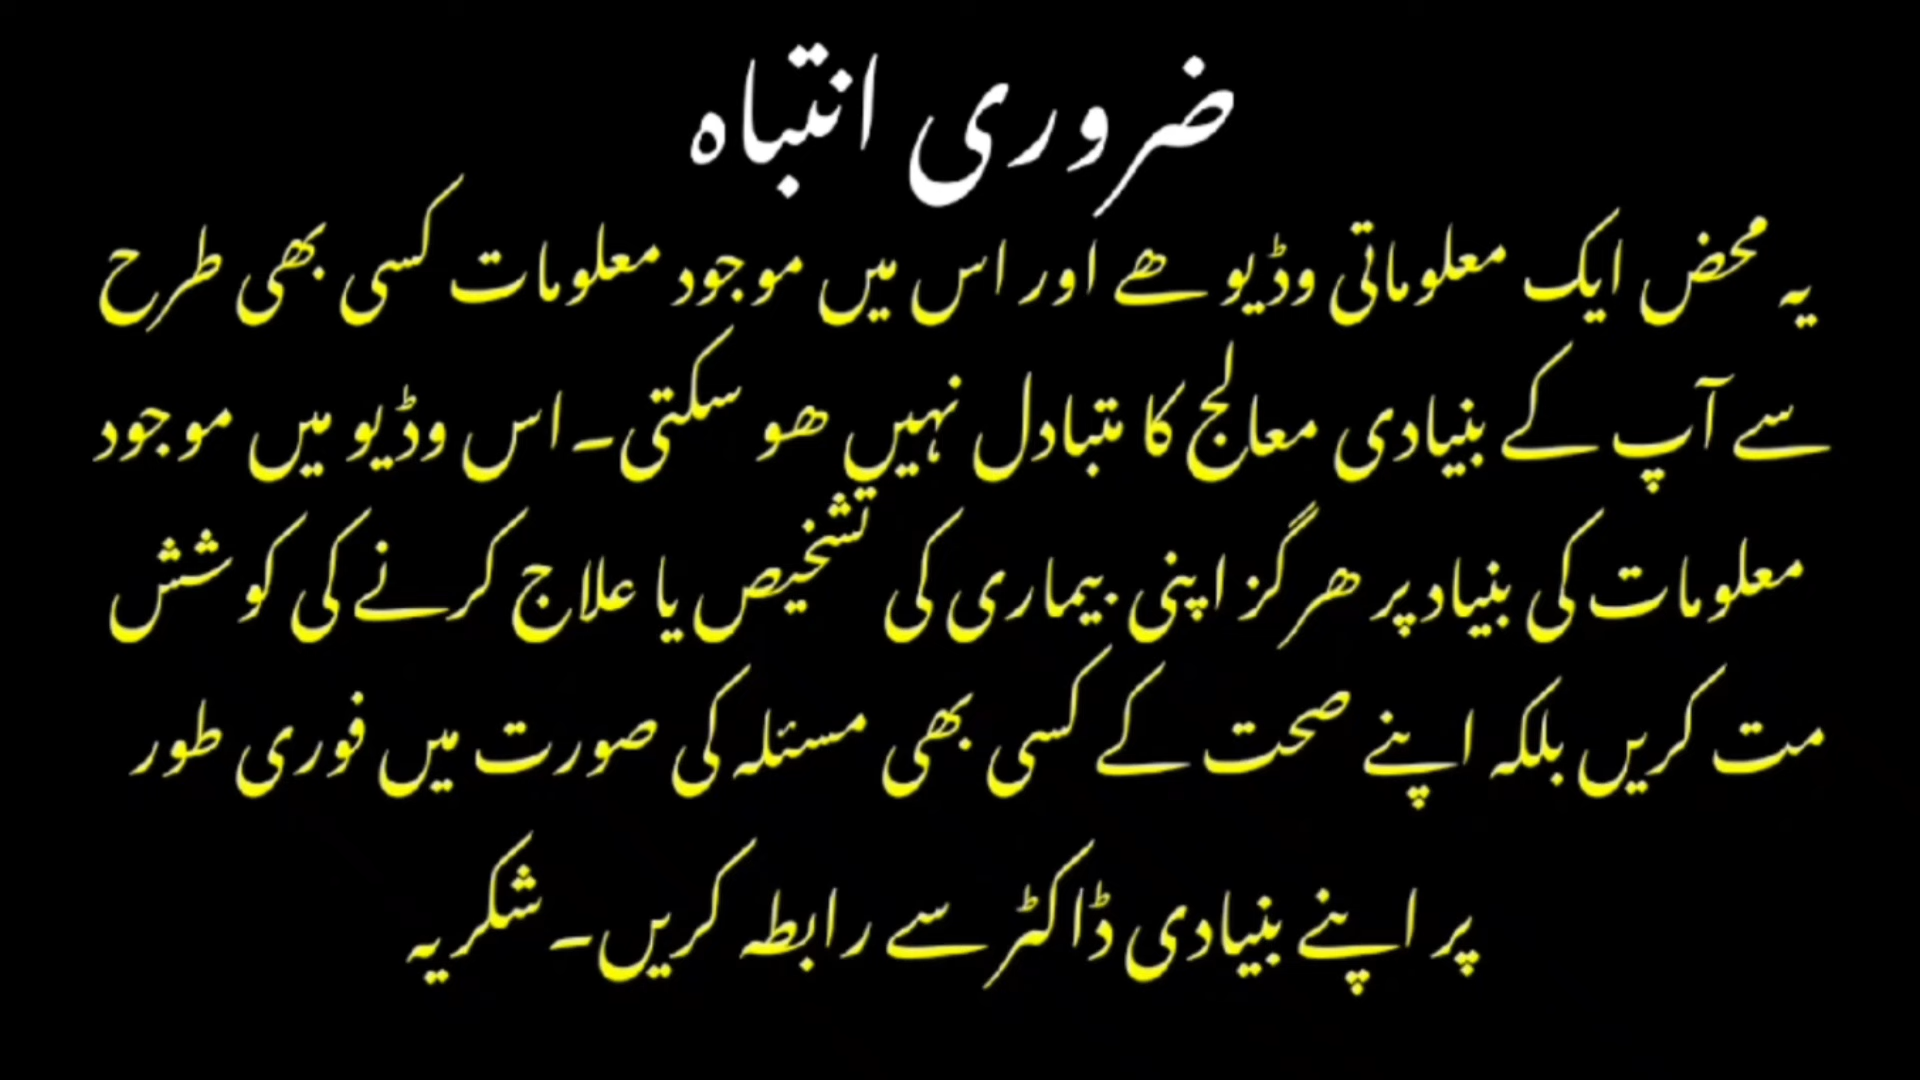 ضروری انتباہ
یہ محض ایک معلوماتی وڈیو ھے اور اس میں موجود معلومات کسی بھی طرح
سے آپ کے بنیادی معالج کا متبادل نہیں ھو سکتی۔ اس وڈیو میں موجود
معلومات کی بنیاد پر ھرگز اپنی بیماری کی تشخیص یا علاج کرنے کی کوشش
مت کریں بلکہ اپنے صحت کے کسی بھی مسئلہ کی صورت میں فوری طور
پر اپنے بنیادی ڈاکٹر سے رابطہ کریں۔ شکریہ